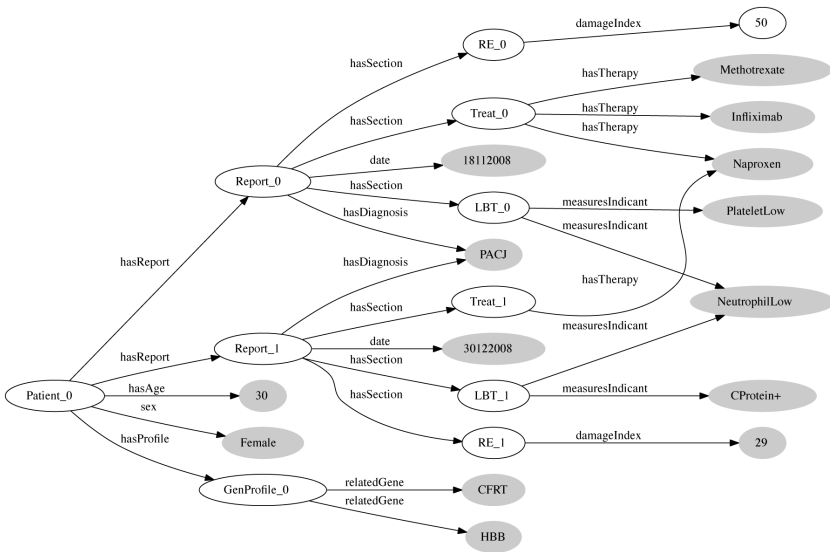 RE_0
damageIndex
50
hasSection
Methotrexate
hasTherapy
hasSection
Treat_0
hasTherapy
Infliximab
hasTherapy
date
18112008
Naproxen
Report_0
hasSection
LBT_0
measuresIndicant
PlateletLow
hasDiagnosis
measuresIndicant
PACJ
hasReport
hasDiagnosis
hasTherapy
hasSection
Treat_1
NeutrophilLow
measuresIndicant
hasReport
Report_1
date
30122008
hasSection
Patient_0
hasAge
30
hasSection
LBT_1
measuresIndicant
CProtein+
sex
Female
RE_1
damageIndex
29
hasProfile
GenProfile_0
relatedGene
CFRT
relatedGene
HBB